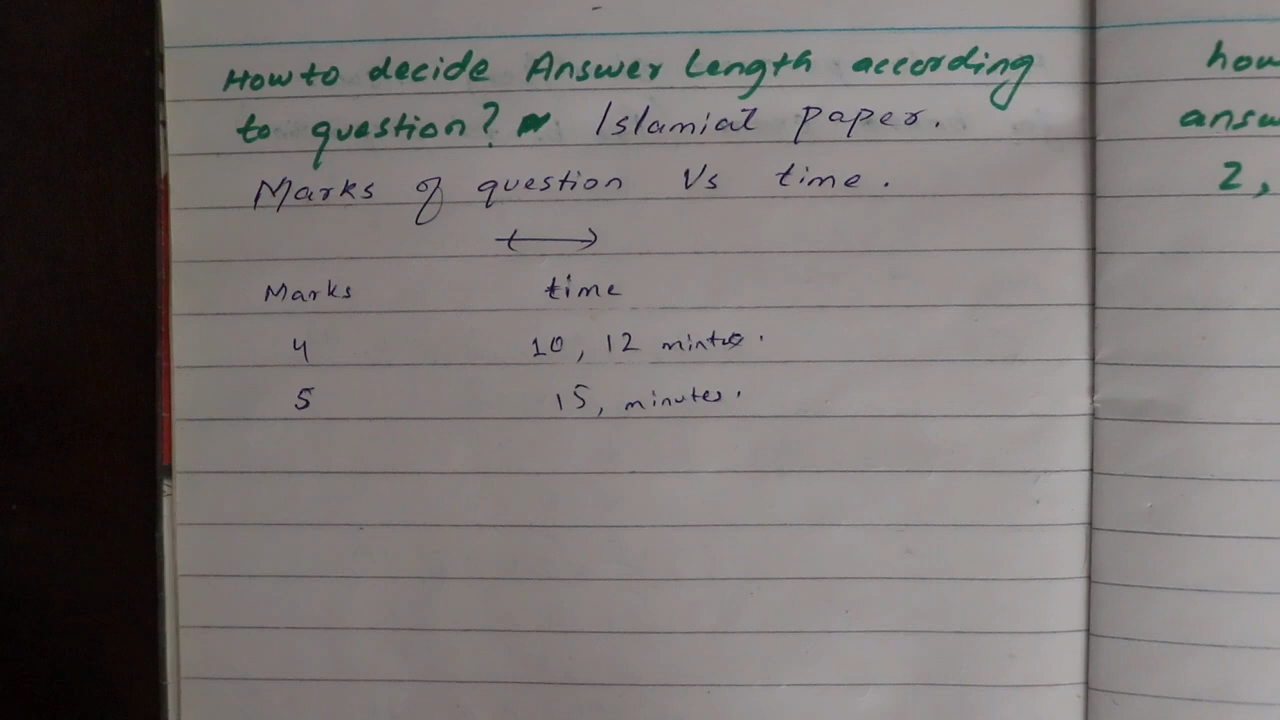 How to decide Answer Length according
to question? Islamiat paper.
Marks of question Vs time.
Marks time
4 10, 12 mintes.
5 15, minutes.
how
answ
2,